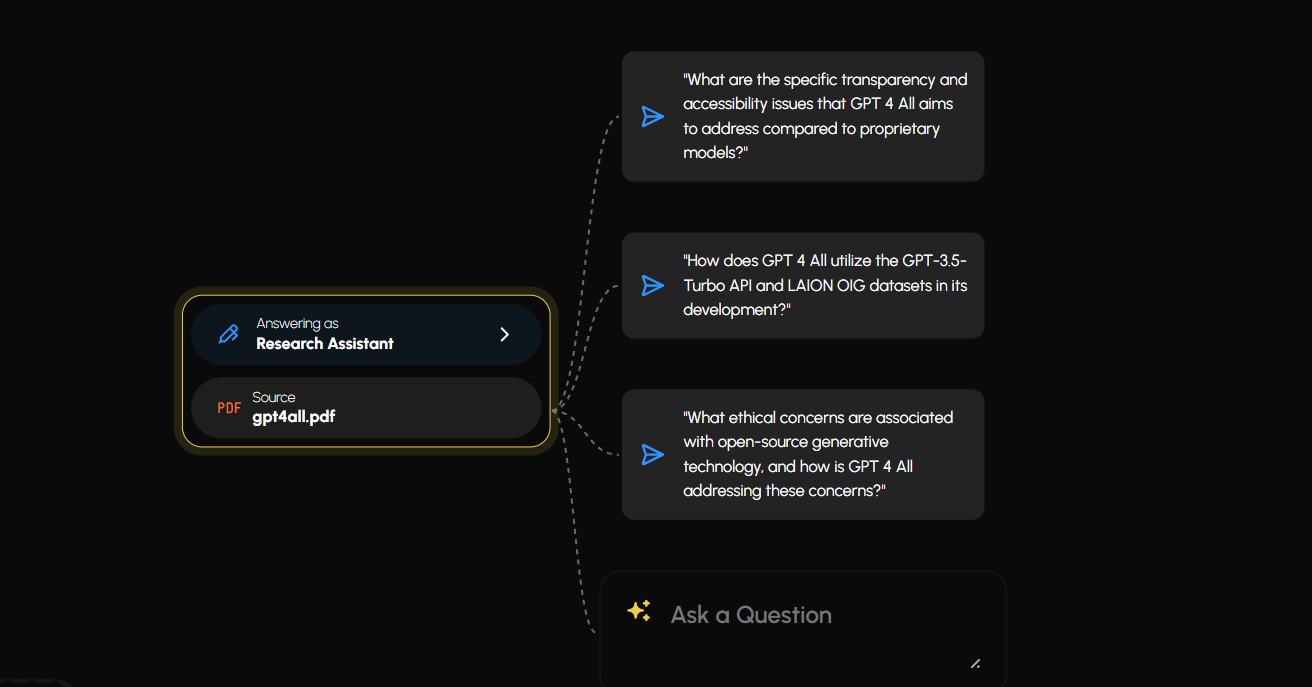 "What are the specific transparency and
accessibility issues that GPT 4 All aims
to address compared to proprietary
models?"
"How does GPT 4 All utilize the GPT-3.5-
Turbo API and LAION OIG datasets in its
development?"
Answering as
Research Assistant
PDF
Source
gpt4all.pdf
"What ethical concerns are associated
with open-source generative
technology, and how is GPT 4 All
addressing these concerns?"
Ask a Question